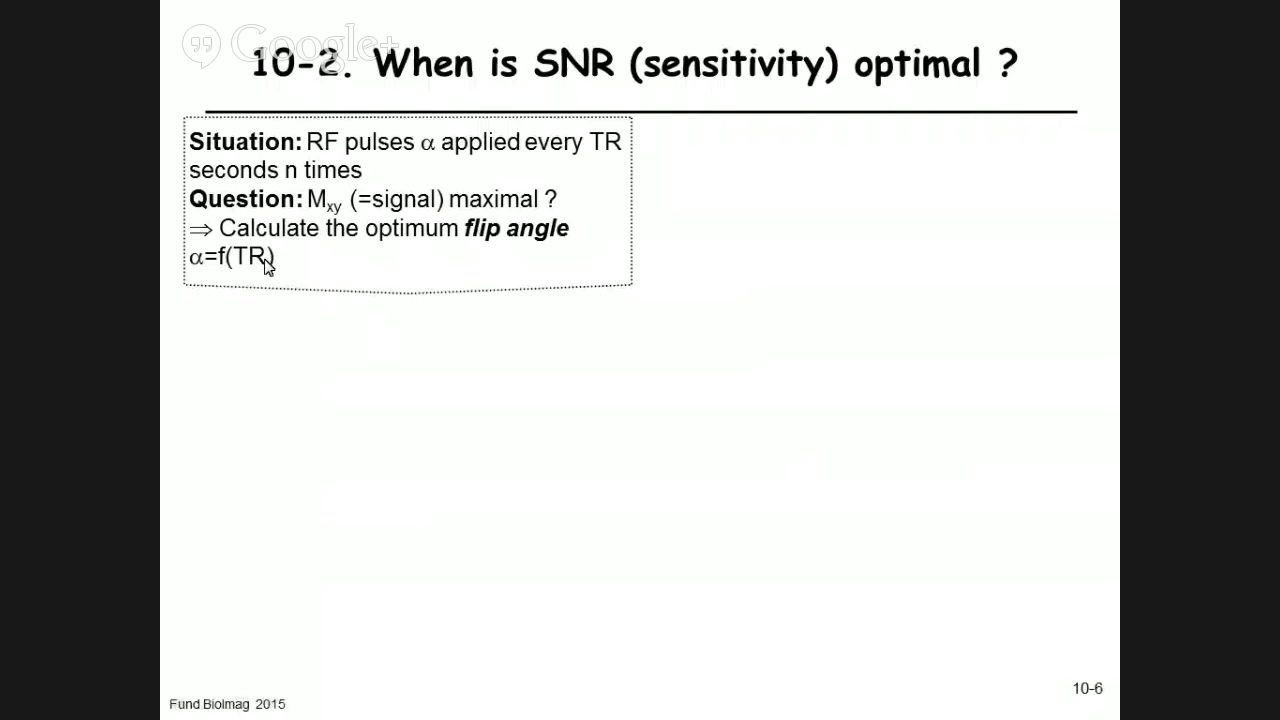 Google+
10-2. When is SNR (sensitivity) optimal ?
Situation: RF pulses α applied every TR
seconds n times
Question: Mxy (=signal) maximal ?
⇒ Calculate the optimum flip angle
α=f(TR)
10-6
Fund BioImag 2015